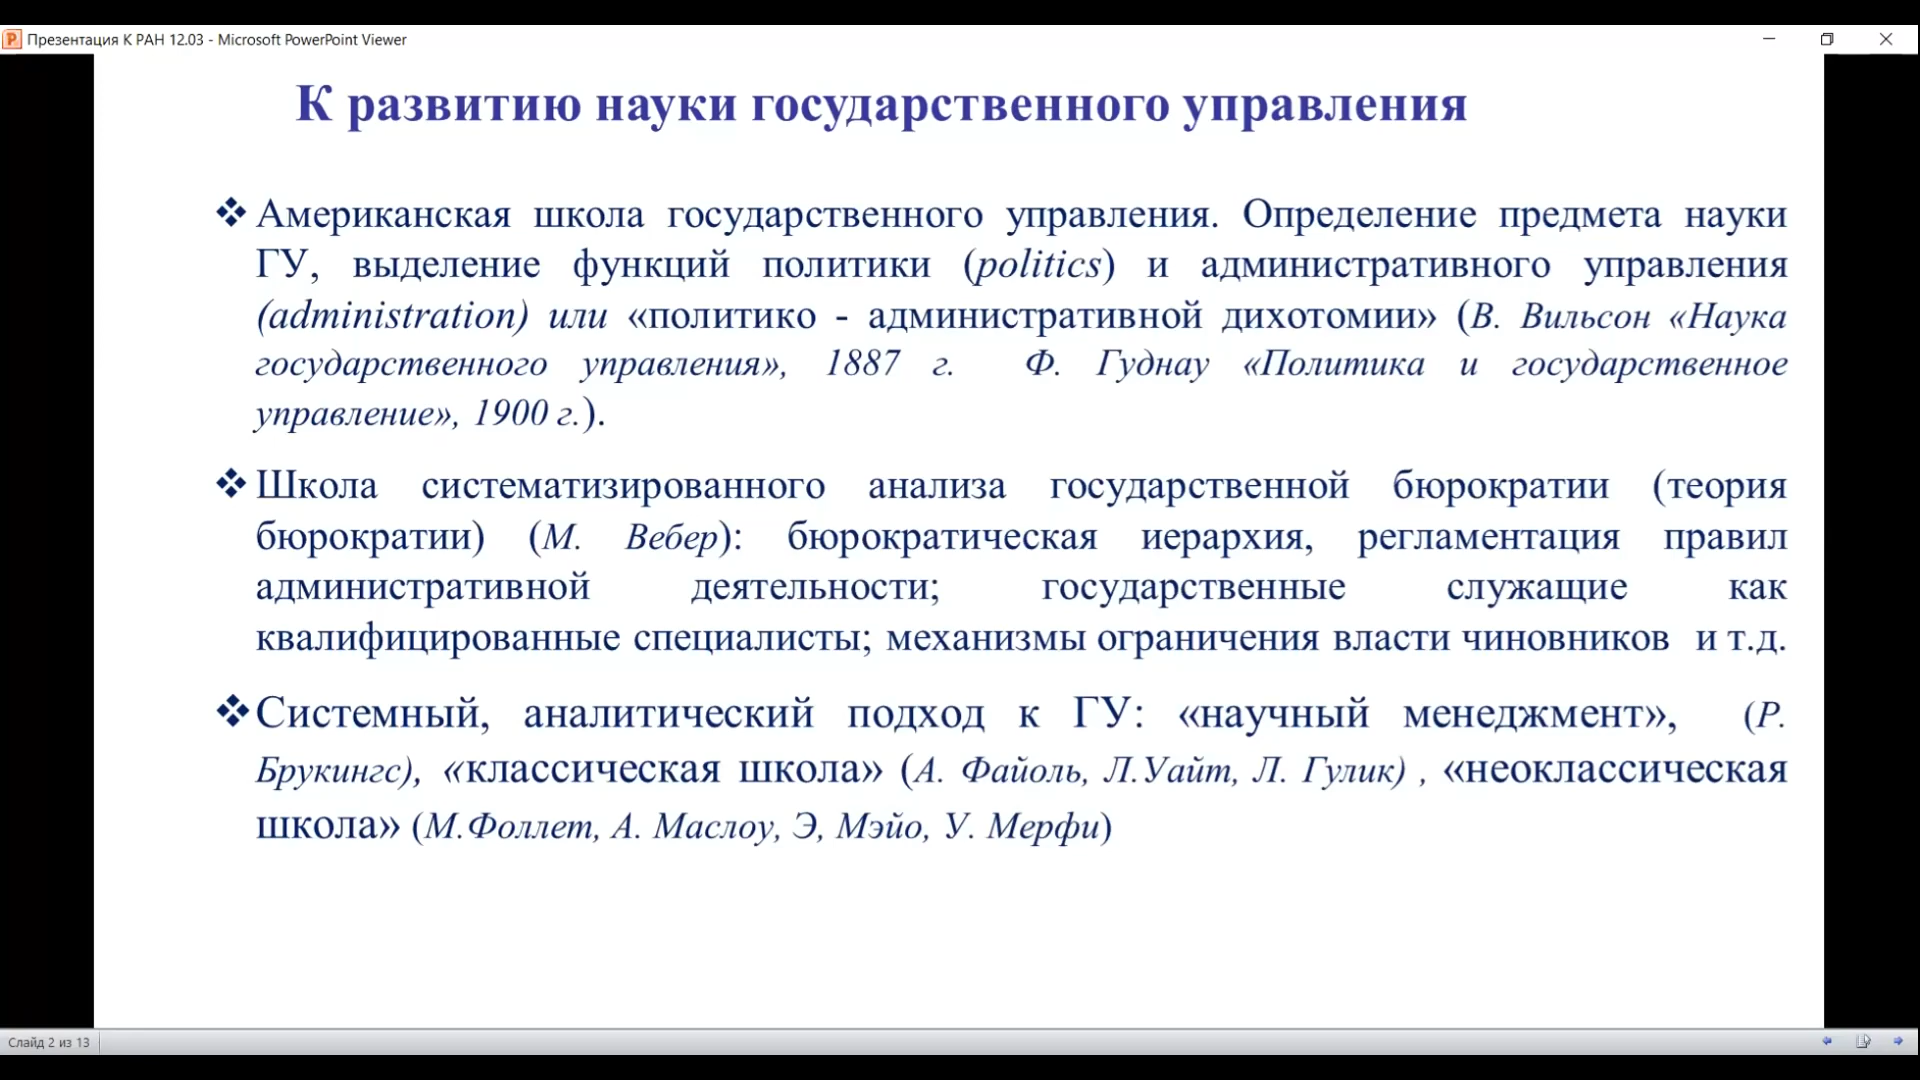 Презентация К РАН 12.03 - Microsoft PowerPoint Viewer
К развитию науки государственного управления
Американская школа государственного управления. Определение предмета науки
ГУ, выделение функций политики (politics) и административного управления
(administration) или «политико - административной дихотомии» (В. Вильсон «Наука
государственного управления», 1887 г. Ф. Гуднау «Политика и государственное
управление», 1900 г.).
Школа систематизированного анализа государственной бюрократии (теория
бюрократии) (М. Вебер): бюрократическая иерархия, регламентация правил
административной деятельности; государственные служащие как
квалифицированные специалисты; механизмы ограничения власти чиновников и т.д.
Системный, аналитический подход к ГУ: «научный менеджмент», (Р.
Брукингс), «классическая школа» (А. Файоль, Л.Уайт, Л. Гулик) , «неоклассическая
школа» (М.Фоллет, А. Маслоу, Э, Мэйо, У. Мерфи)
Слайд 2 из 13